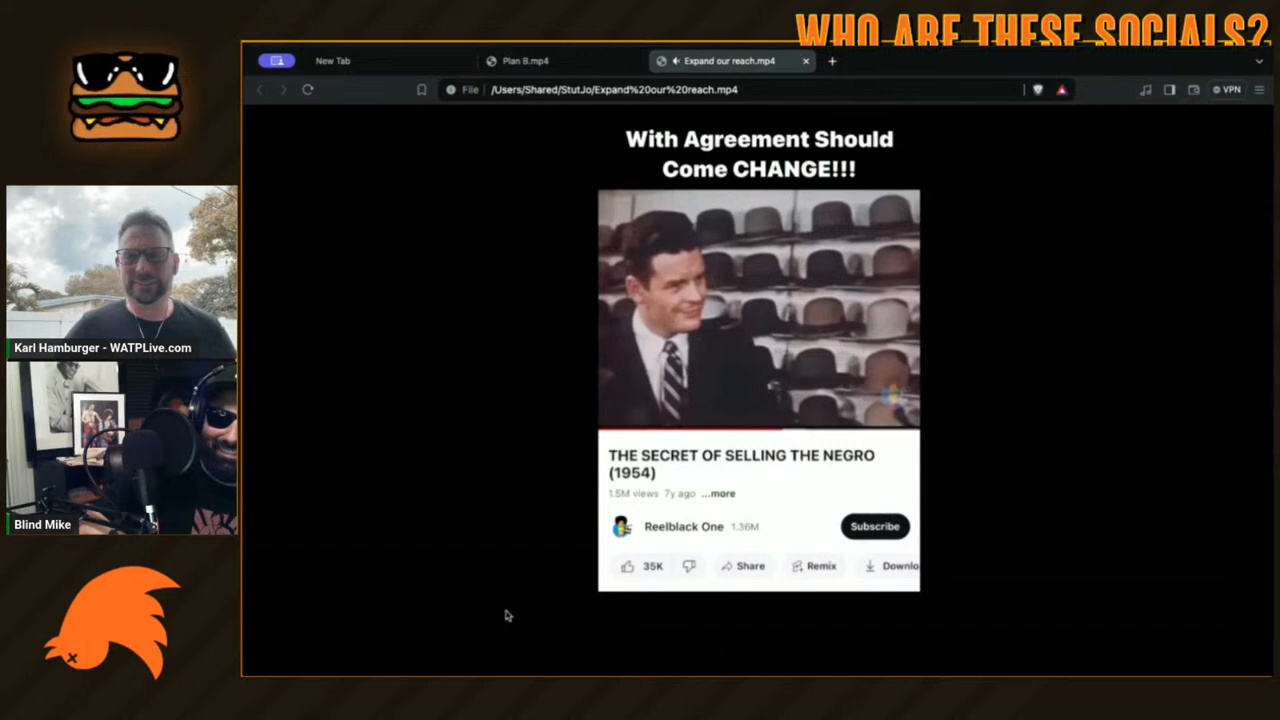 WHO ARE THESE SOCIALS?
New Tab
Plan B.mp4
Expand our reach.mp4
File
/Users/Shared/StutJo/Expand%20our%20reach.mp4
VPN
With Agreement Should
Come CHANGE!!!
Karl Hamburger - WATPLive.com
Blind Mike
THE SECRET OF SELLING THE NEGRO
(1954)
1.5M views 7y ago ...more
Reelblack One 1.36M
Subscribe
35K
Share
Remix
Downlo